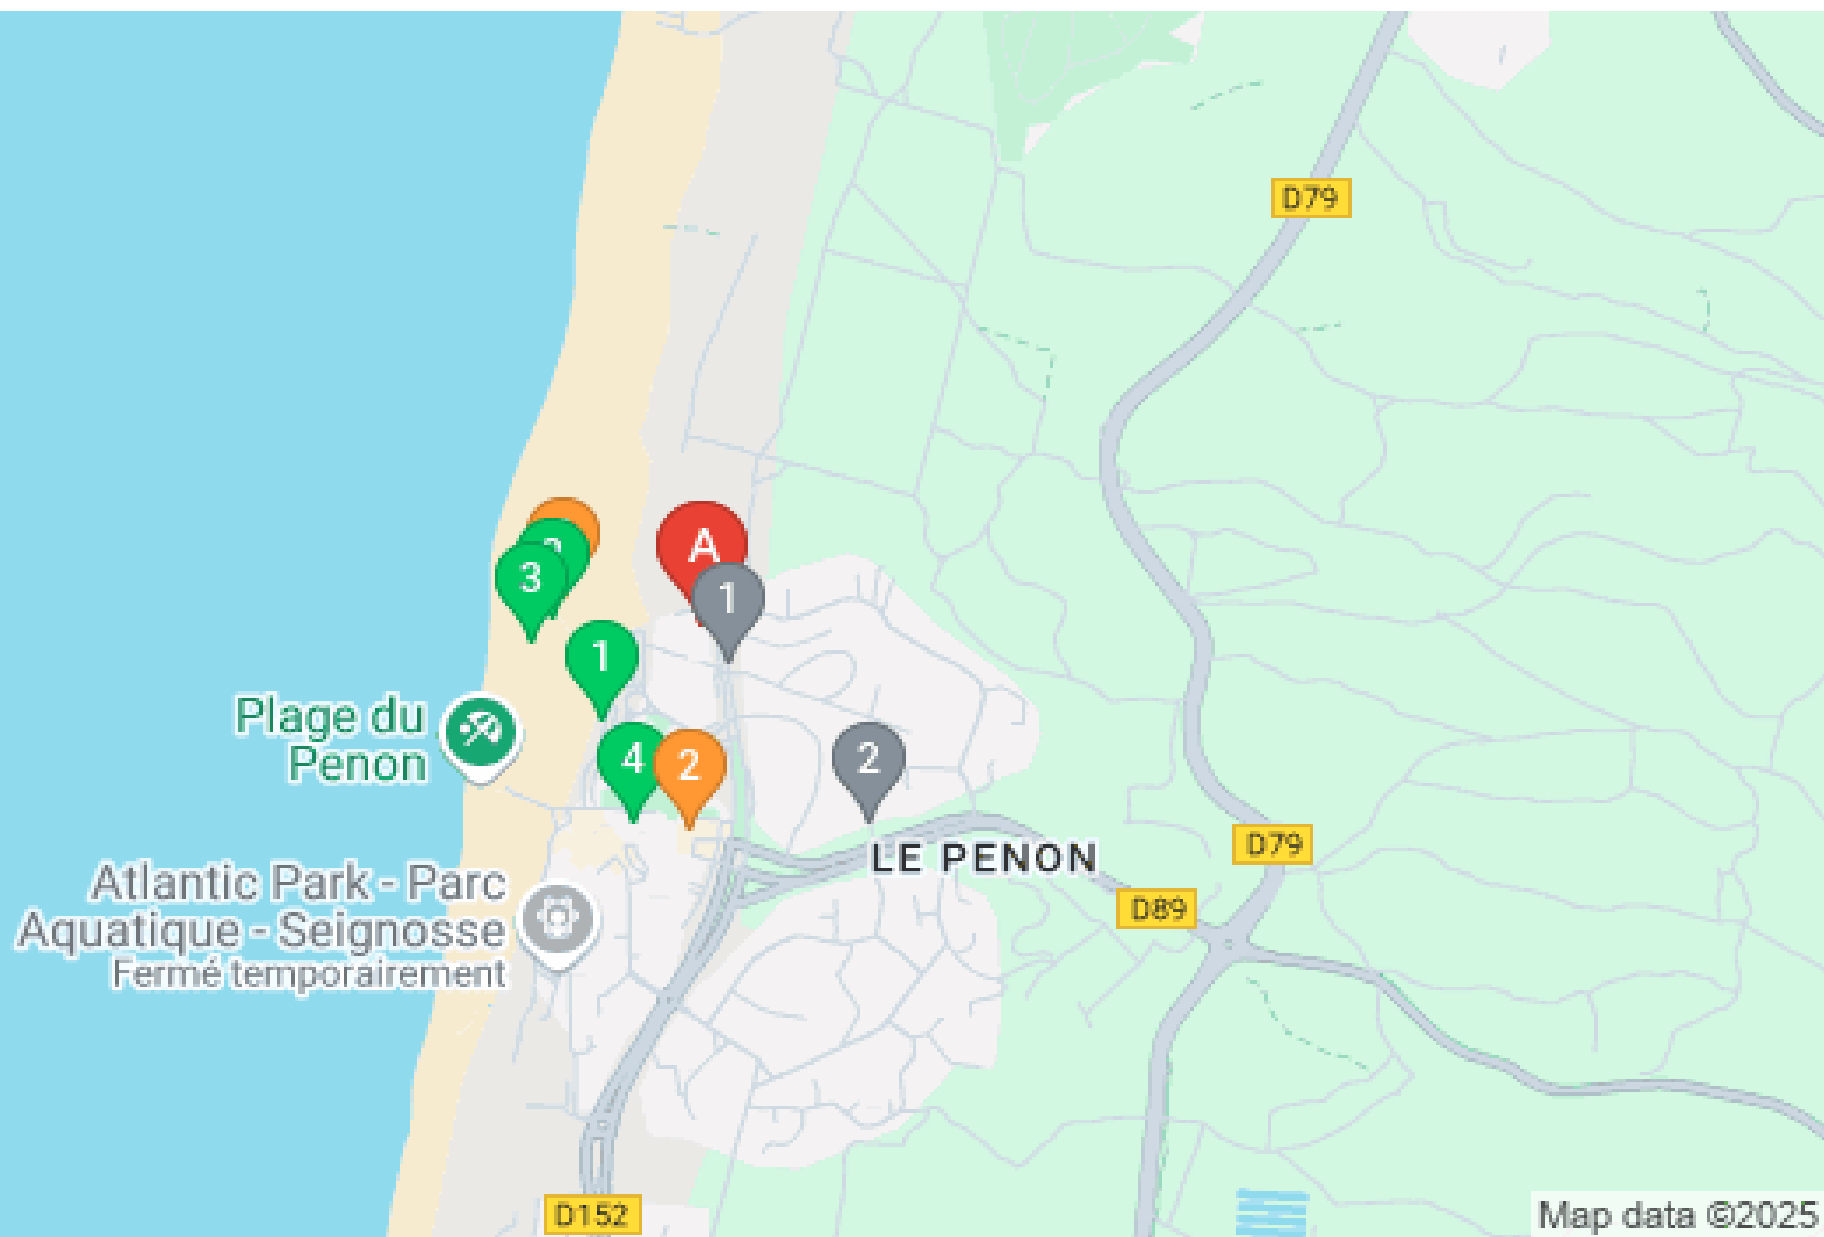 D79
A
1
3
1
Plage du
Penon
4
2
2
D79
LE PENON
Atlantic Park - Parc
Aquatique - Seignosse
Fermé temporairement
D89
D152
Map data ©2025